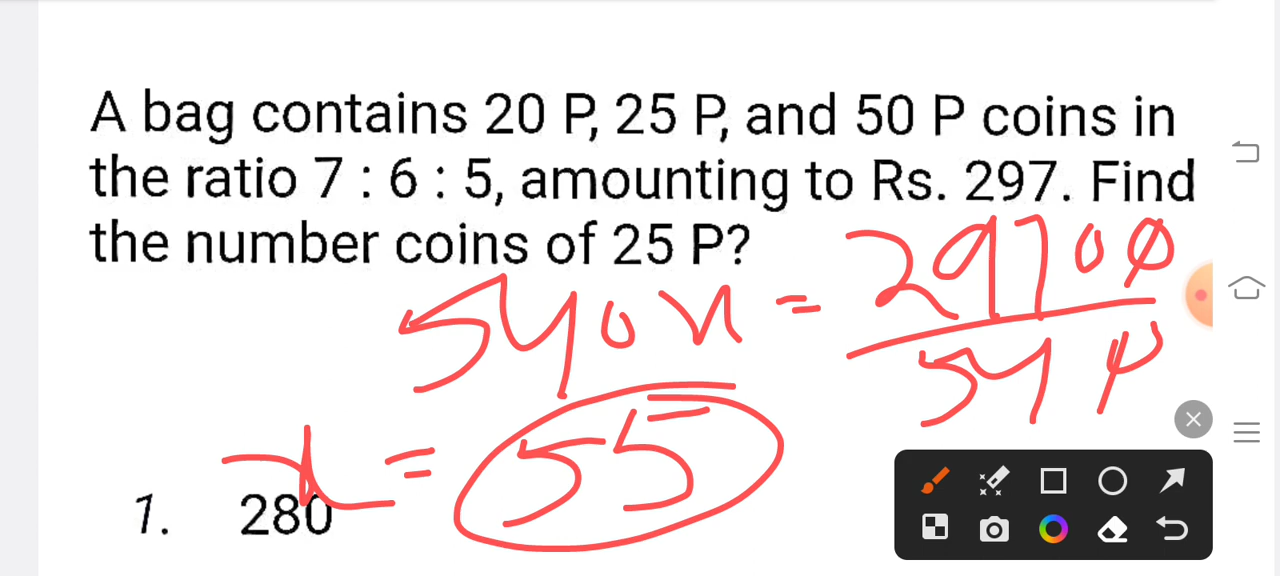 A bag contains 20 P, 25 P, and 50 P coins in
the ratio 7 : 6 : 5, amounting to Rs. 297. Find
the number coins of 25 P?
540x = 29700
540
x = 55
1. 280